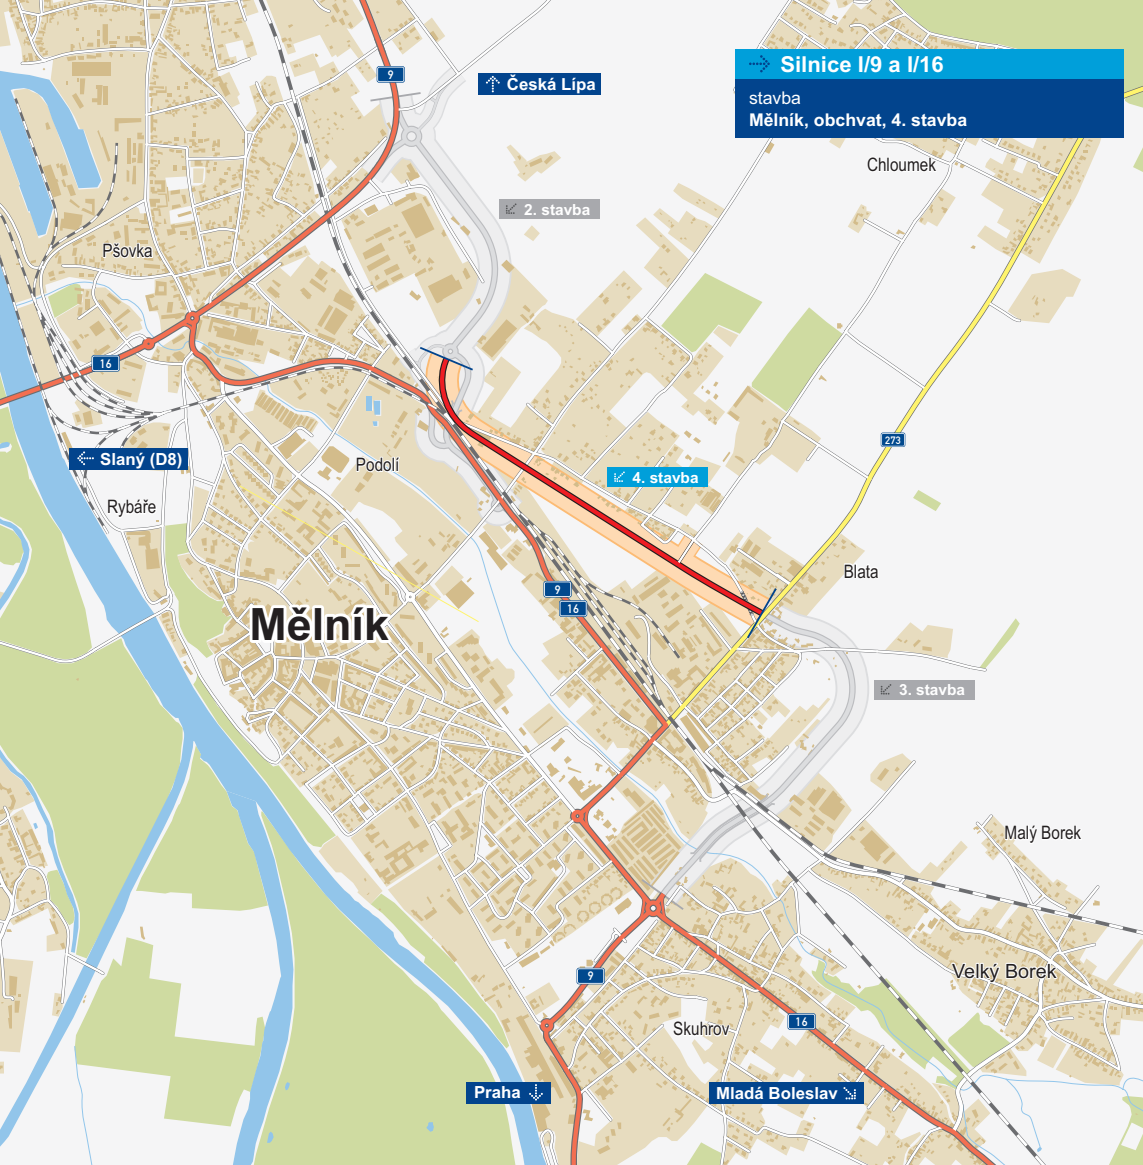 9
Česká Lípa
Silnice I/9 a I/16
stavba
Mělník, obchvat, 4. stavba
Chloumek
2. stavba
Pšovka
16
273
Slaný (D8)
Podolí
4. stavba
Rybáře
Blata
9
16
Mělník
3. stavba
Malý Borek
Velký Borek
9
16
Skuhrov
Praha
Mladá Boleslav